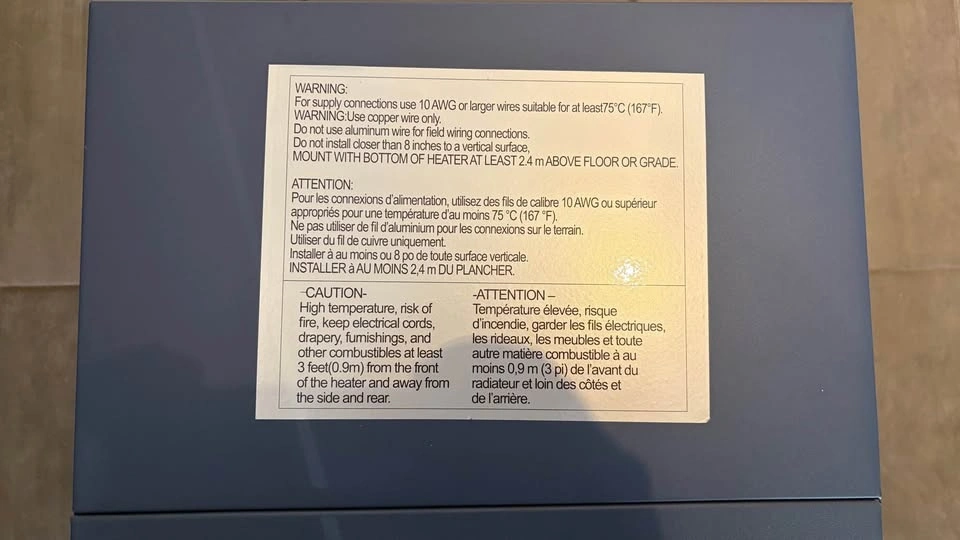 WARNING:
For supply connections use 10 AWG or larger wires suitable for at least75°C (167°F).
WARNING:Use copper wire only.
Do not use aluminum wire for field wiring connections.
Do not install closer than 8 inches to a vertical surface,
MOUNT WITH BOTTOM OF HEATER AT LEAST 2.4 m ABOVE FLOOR OR GRADE.
ATTENTION:
Pour les connexions d'alimentation, utilisez des fils de calibre 10 AWG ou supérieur
appropriés pour une température d'au moins 75 °C (167 °F).
Ne pas utiliser de fil d'aluminium pour les connexions sur le terrain.
Utiliser du fil de cuivre uniquement.
Installer à au moins ou 8 po de toute surface verticale.
INSTALLER à AU MOINS 2,4 m DU PLANCHER.
-CAUTION-
High temperature, risk of
fire, keep electrical cords,
drapery, furnishings, and
other combustibles at least
3 feet(0.9m) from the front
of the heater and away from
the side and rear.
-ATTENTION –
Température élevée, risque
d'incendie, garder les fils électriques,
les rideaux, les meubles et toute
autre matière combustible à au
moins 0,9 m (3 pi) de l'avant du
radiateur et loin des côtés et
de l'arrière.